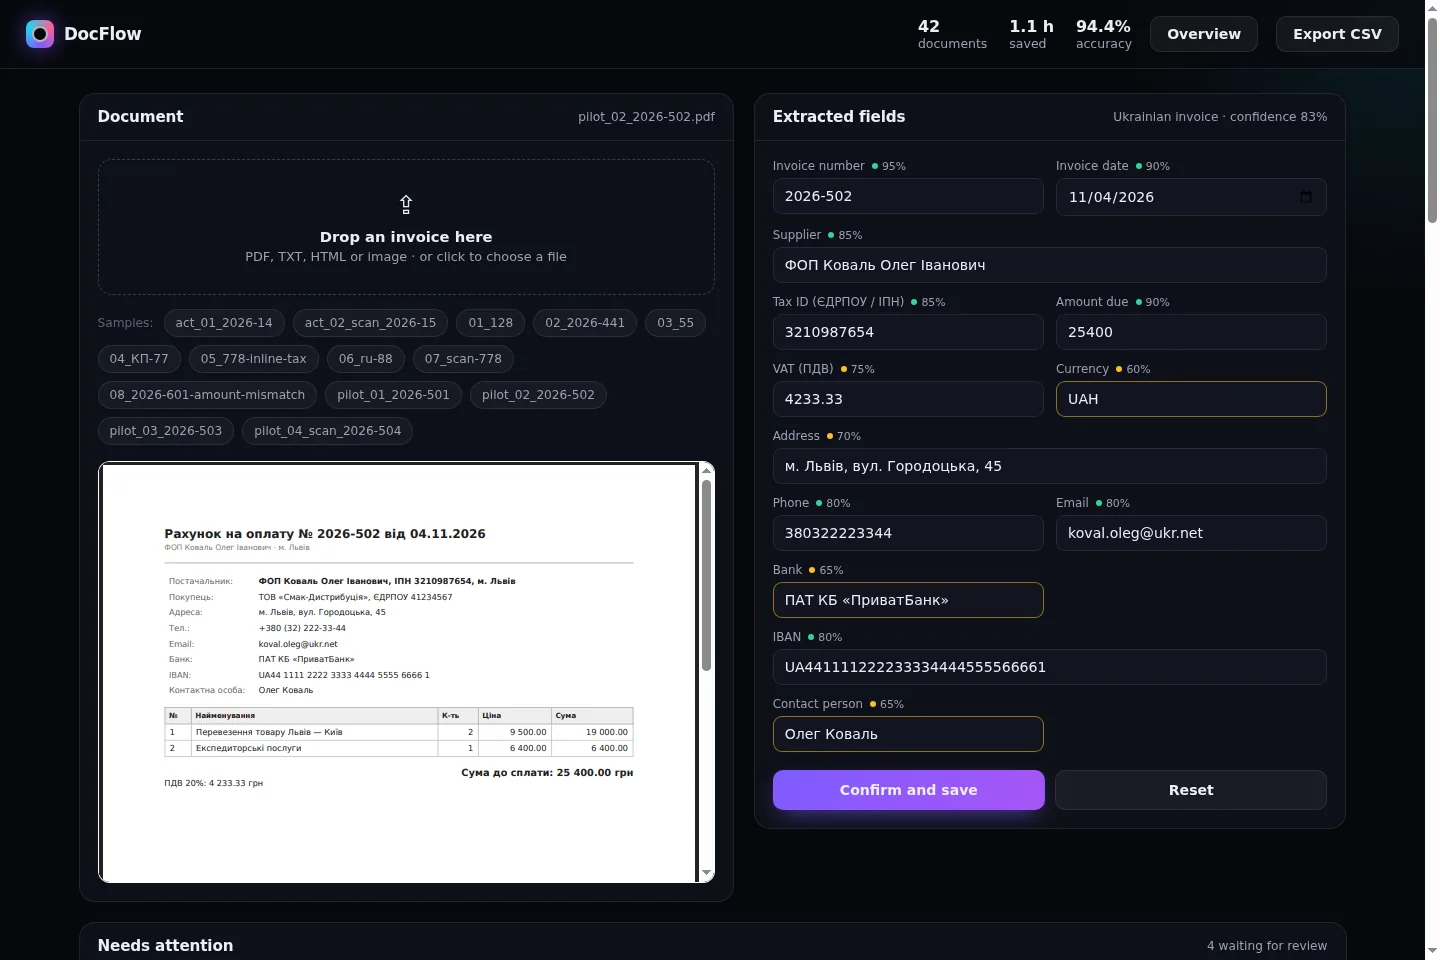 DocFlow
42 documents
1.1 h saved
94.4% accuracy
Overview
Export CSV
Document
pilot_02_2026-502.pdf
Drop an invoice here
PDF, TXT, HTML or image · or click to choose a file
Samples: act_01_2026-14 act_02_scan_2026-15 01_128 02_2026-441 03_55
04_КП-77 05_778-inline-tax 06_ru-88 07_scan-778
08_2026-601-amount-mismatch pilot_01_2026-501 pilot_02_2026-502
pilot_03_2026-503 pilot_04_scan_2026-504
Рахунок на оплату № 2026-502 від 04.11.2026
ФОП Коваль Олег Іванович · м. Львів
Постачальник: ФОП Коваль Олег Іванович, ІПН 3210987654, м. Львів
Покупець: ТОВ «Смак-Дистрибуція», ЄДРПОУ 41234567
Адреса: м. Львів, вул. Городоцька, 45
Тел.: +380 (32) 222-33-44
Email: koval.oleg@ukr.net
Банк: ПАТ КБ «ПриватБанк»
IBAN: UA44 1111 2222 3333 4444 5555 6666 1
Контактна особа: Олег Коваль
№ Найменування К-ть Ціна Сума
1 Перевезення товару Львів — Київ 2 9 500.00 19 000.00
2 Експедиторські послуги 1 6 400.00 6 400.00
Сума до сплати: 25 400.00 грн
ПДВ 20%: 4 233.33 грн
Extracted fields
Ukrainian invoice · confidence 83%
Invoice number 95%
2026-502
Invoice date 90%
11/04/2026
Supplier 85%
ФОП Коваль Олег Іванович
Tax ID (ЄДРПОУ / ІПН) 85%
3210987654
Amount due 90%
25400
VAT (ПДВ) 75%
4233.33
Currency 60%
UAH
Address 70%
м. Львів, вул. Городоцька, 45
Phone 80%
380322223344
Email 80%
koval.oleg@ukr.net
Bank 65%
ПАТ КБ «ПриватБанк»
IBAN 80%
UA441111222233334444555566661
Contact person 65%
Олег Коваль
Confirm and save
Reset
Needs attention
4 waiting for review